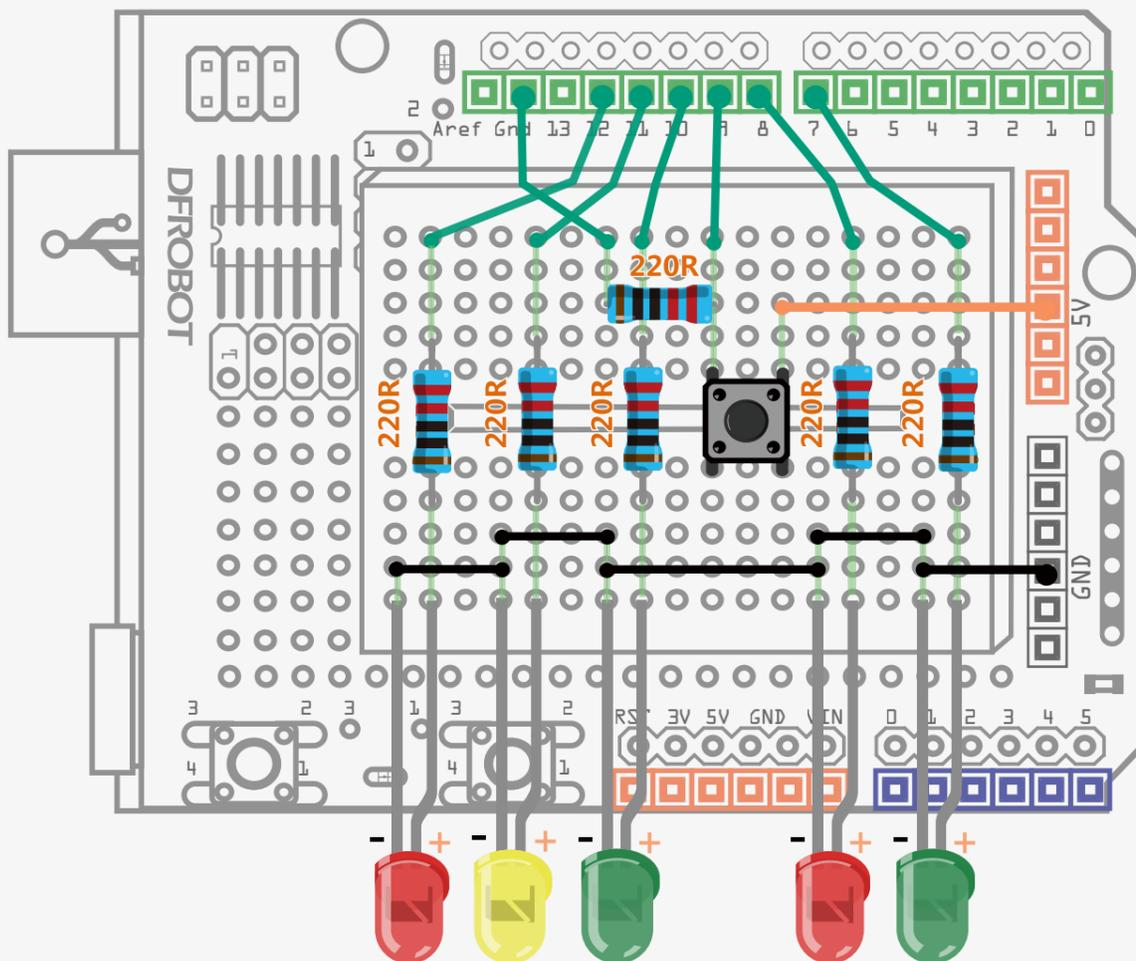 2
Aref Gnd 13 12 11 10 9 8 7 6 5 4 3 2 1 0
1
DFROBOT
220R
5V
1
220R
220R
220R
220R
220R
GND
3 2 3 1 3 2
RST 3V 5V GND VIN 0 1 2 3 4 5
4 1 4 1
- + - + - + - + - +